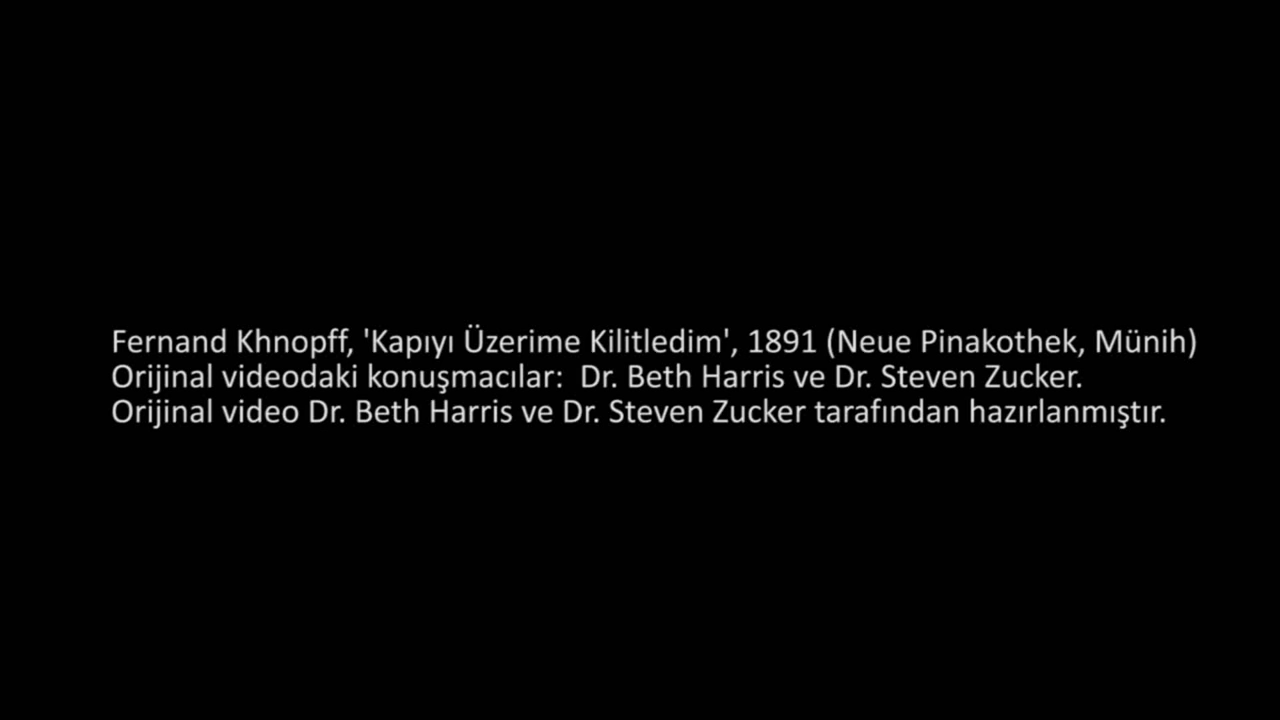 Fernand Khnopff, 'Kapıyı Üzerime Kilitledim', 1891 (Neue Pinakothek, Münih)
Orijinal videodaki konuşmacılar:  Dr. Beth Harris ve Dr. Steven Zucker.
Orijinal video Dr. Beth Harris ve Dr. Steven Zucker tarafından hazırlanmıştır.